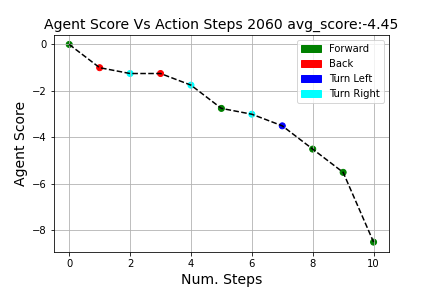 Agent Score Vs Action Steps 2060 avg_score:-4.45
Forward
Back
Turn Left
Turn Right
Agent Score
0
−2
−4
−6
−8
0 2 4 6 8 10
Num. Steps